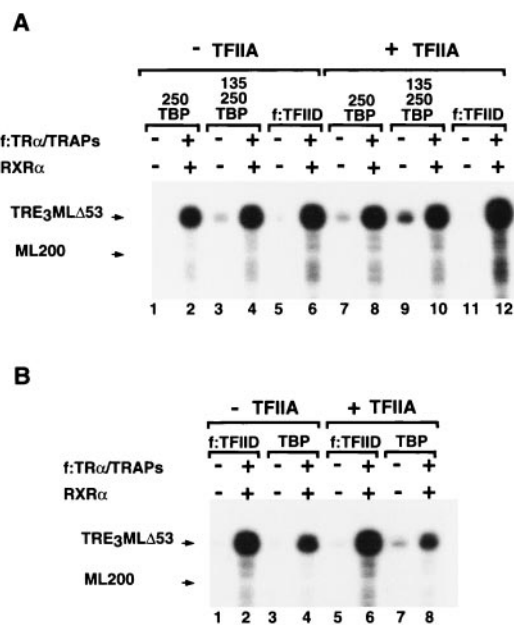 A
- TFIIA + TFIIA
135 135
250 250 250 250
TBP TBP f:TFIID TBP TBP f:TFIID
f:TRα/TRAPs - + - + - + - + - + - +
RXRα - + - + - + - + - + - +
TRE3MLΔ53
ML200
1 2 3 4 5 6 7 8 9 10 11 12
B
- TFIIA + TFIIA
f:TFIID TBP f:TFIID TBP
f:TRα/TRAPs - + - + - + - +
RXRα - + - + - + - +
TRE3MLΔ53
ML200
1 2 3 4 5 6 7 8